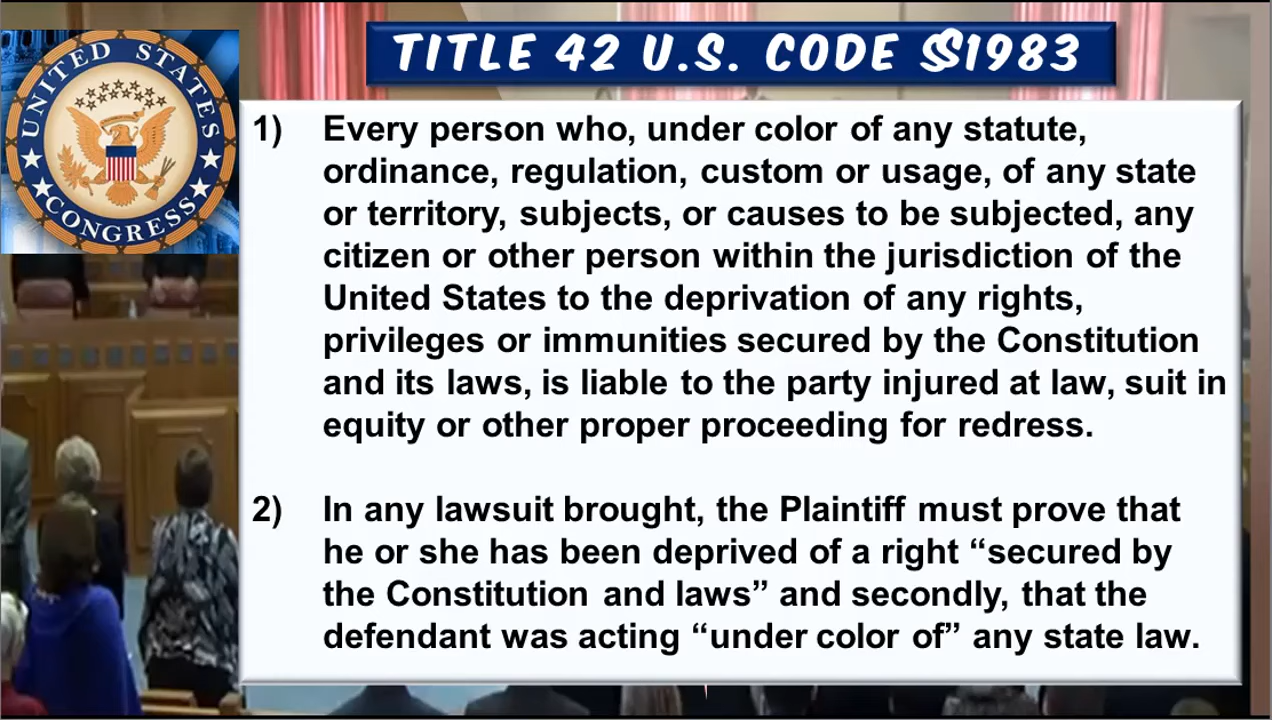 UNITED STATES
CONGRESS
TITLE 42 U.S. CODE §1983
1) Every person who, under color of any statute,
ordinance, regulation, custom or usage, of any state
or territory, subjects, or causes to be subjected, any
citizen or other person within the jurisdiction of the
United States to the deprivation of any rights,
privileges or immunities secured by the Constitution
and its laws, is liable to the party injured at law, suit in
equity or other proper proceeding for redress.
2) In any lawsuit brought, the Plaintiff must prove that
he or she has been deprived of a right “secured by
the Constitution and laws” and secondly, that the
defendant was acting “under color of” any state law.